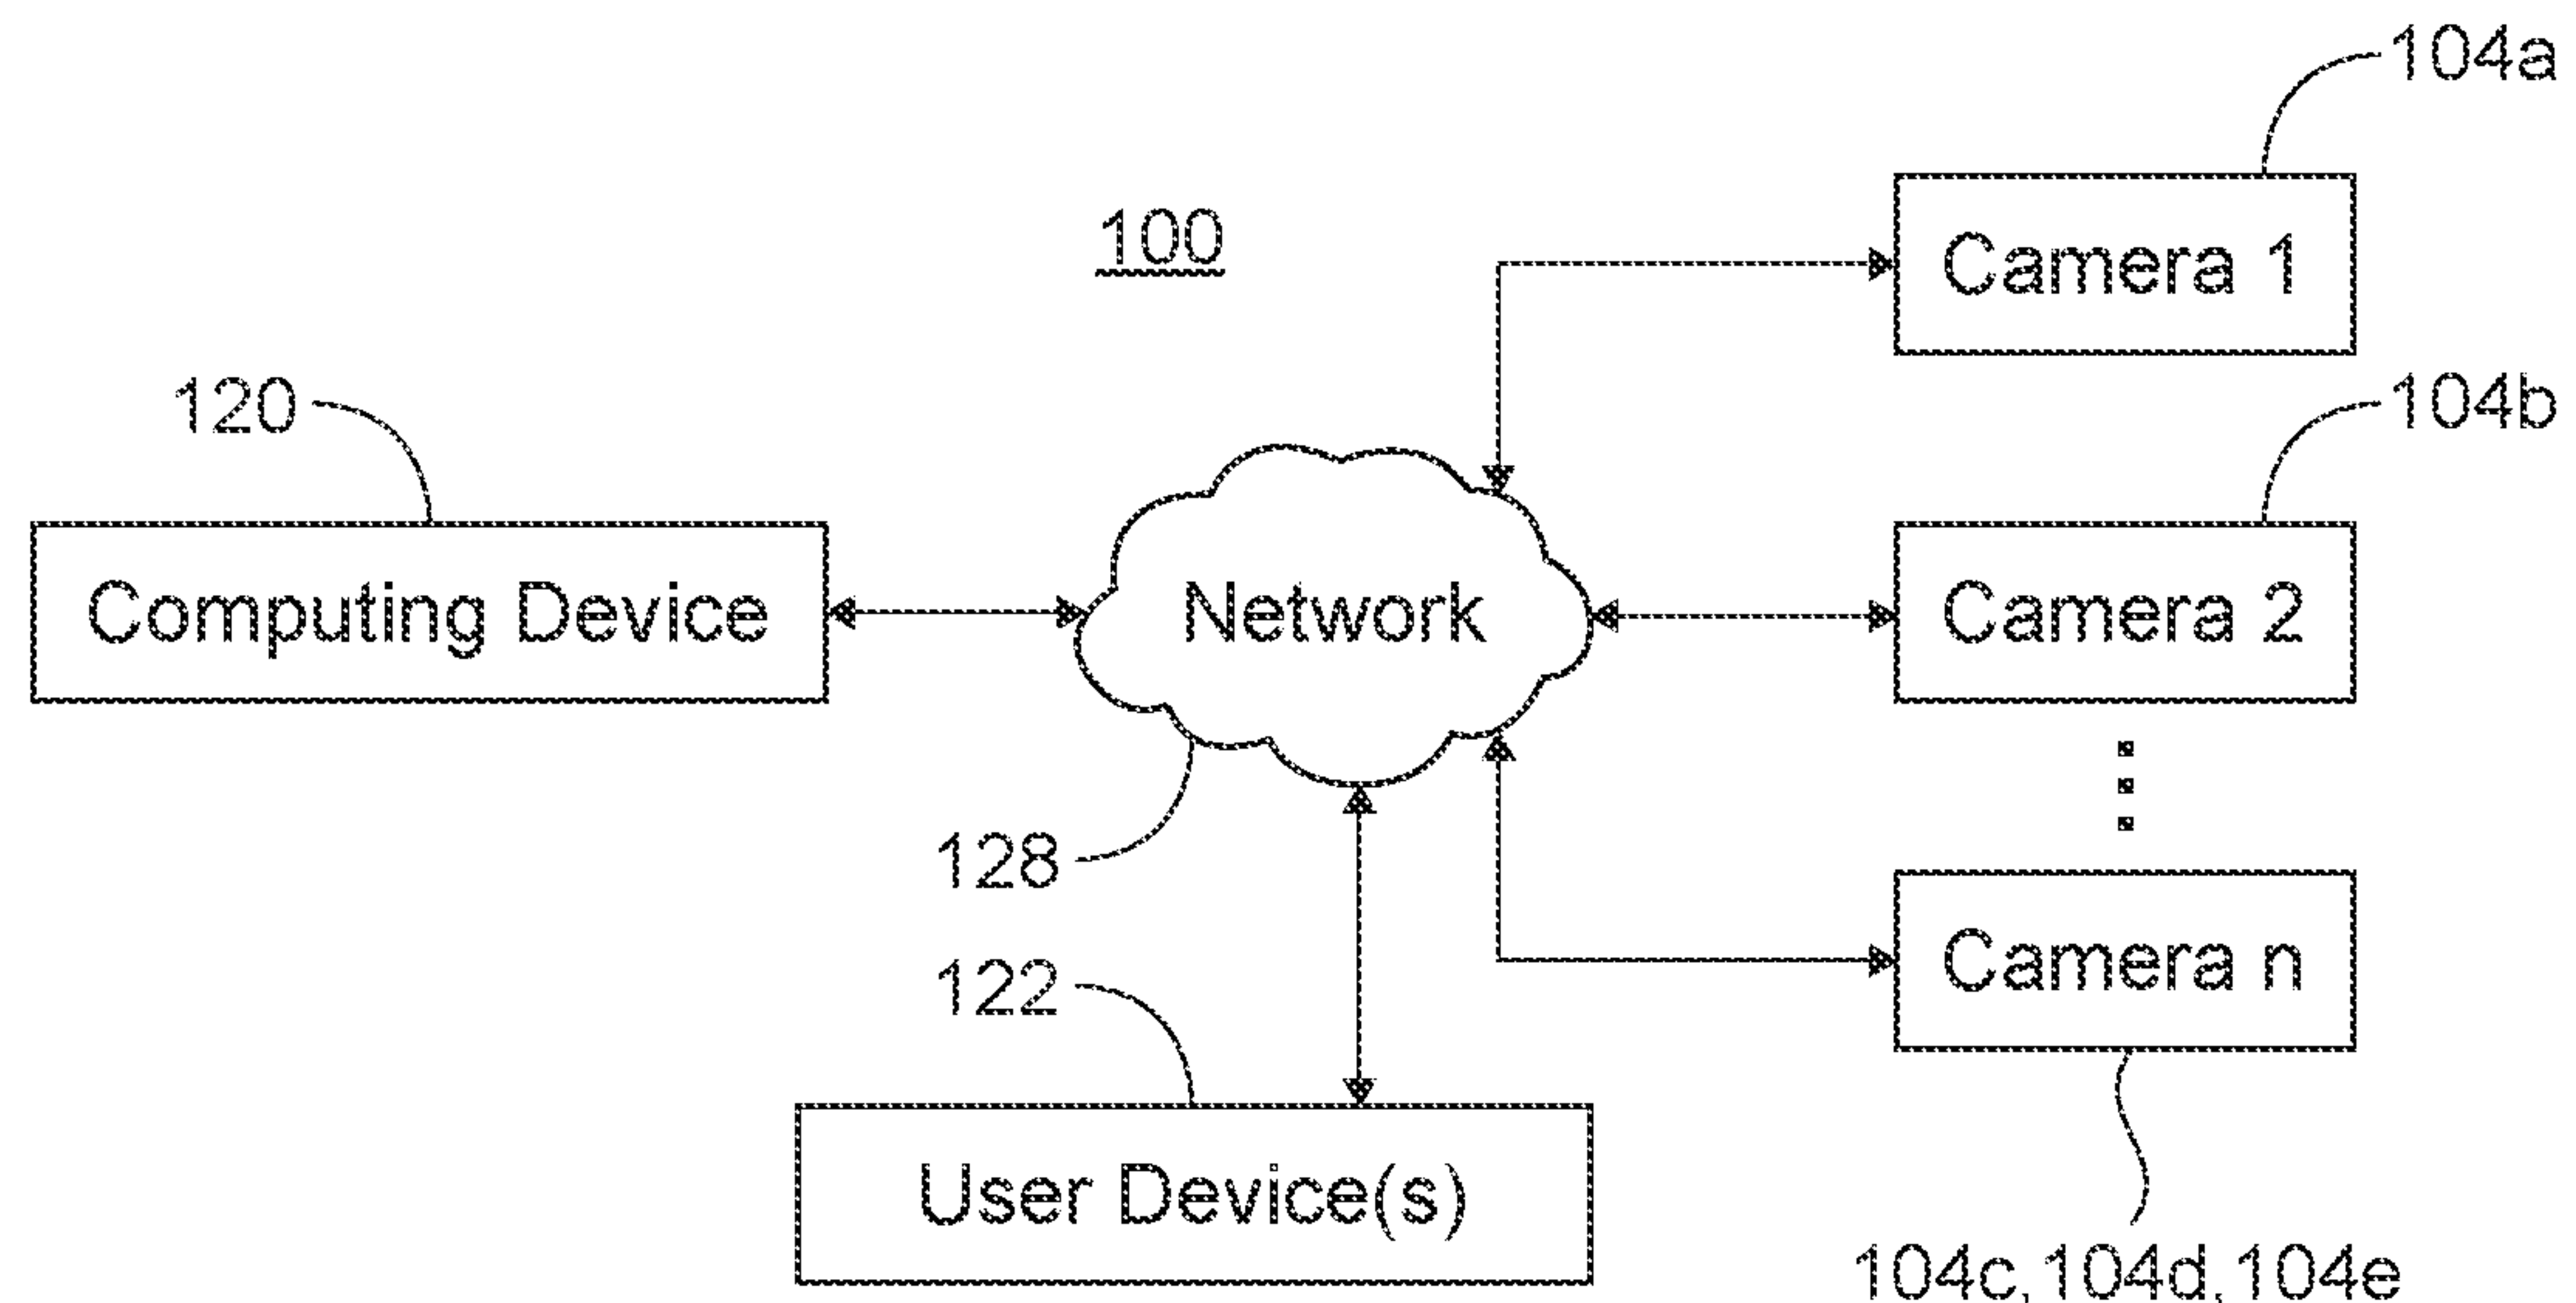 104a
100
Camera 1
120
104b
Computing Device
Network
Camera 2
128
122
Camera n
User Device(s)
104c, 104d, 104e